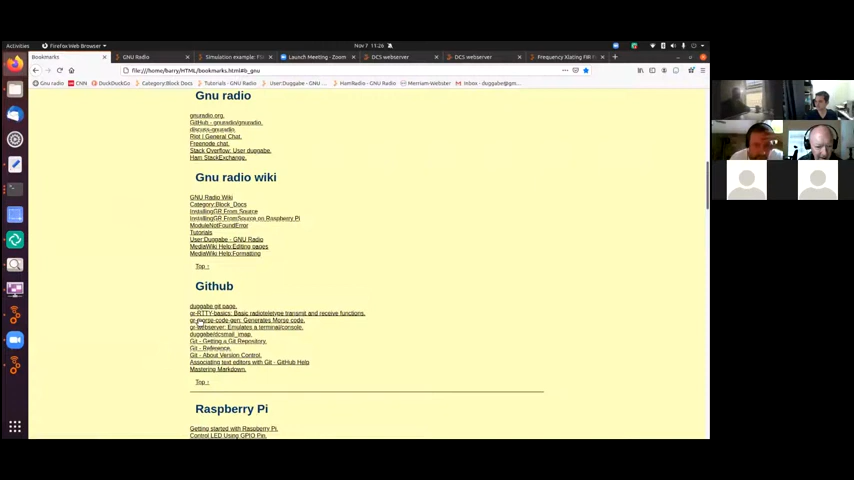 Activities
Firefox Web Browser
Nov 7 11:26
Bookmarks
GNU Radio
Simulation example: F
Launch Meeting - Zoom
DCS webserver
DCS webserver
Frequency Xlating FIR F
file:///home/barry/HTML/bookmarks.html#b_gnu
Gnu radio
CNN
DuckDuckGo
Category:Block Docs
Tutorials - GNU Radio
User:Duggabe - GNU ...
HamRadio - GNU Radio
Merriam-Webster
Inbox - duggabe@gm...
Gnu radio
gnuradio.org.
GitHub - gnuradio/gnuradio.
discuss-gnuradio
Riot | General Chat.
Freenode chat.
Stack Overflow: User duggabe.
Ham StackExchange.
Gnu radio wiki
GNU Radio Wiki
Category:Block_Docs
InstallingGR From Source
InstallingGR FromSource on Raspberry Pi
ModuleNotFoundError
Tutorials
User:Duggabe - GNU Radio
MediaWiki Help:Editing pages
MediaWiki Help:Formatting
Top ↑
Github
duggabe git page.
gr-RTTY-basics: Basic radioteletype transmit and receive functions.
gr-morse-code-gen: Generates Morse code.
gr-webserver: Emulates a terminal/console.
duggabe/dcsmail_imap
Git - Getting a Git Repository.
Git - Reference.
Git - About Version Control.
Associating text editors with Git - GitHub Help
Mastering Markdown.
Top ↑
Raspberry Pi
Getting started with Raspberry Pi.
Control LED Using GPIO Pin.